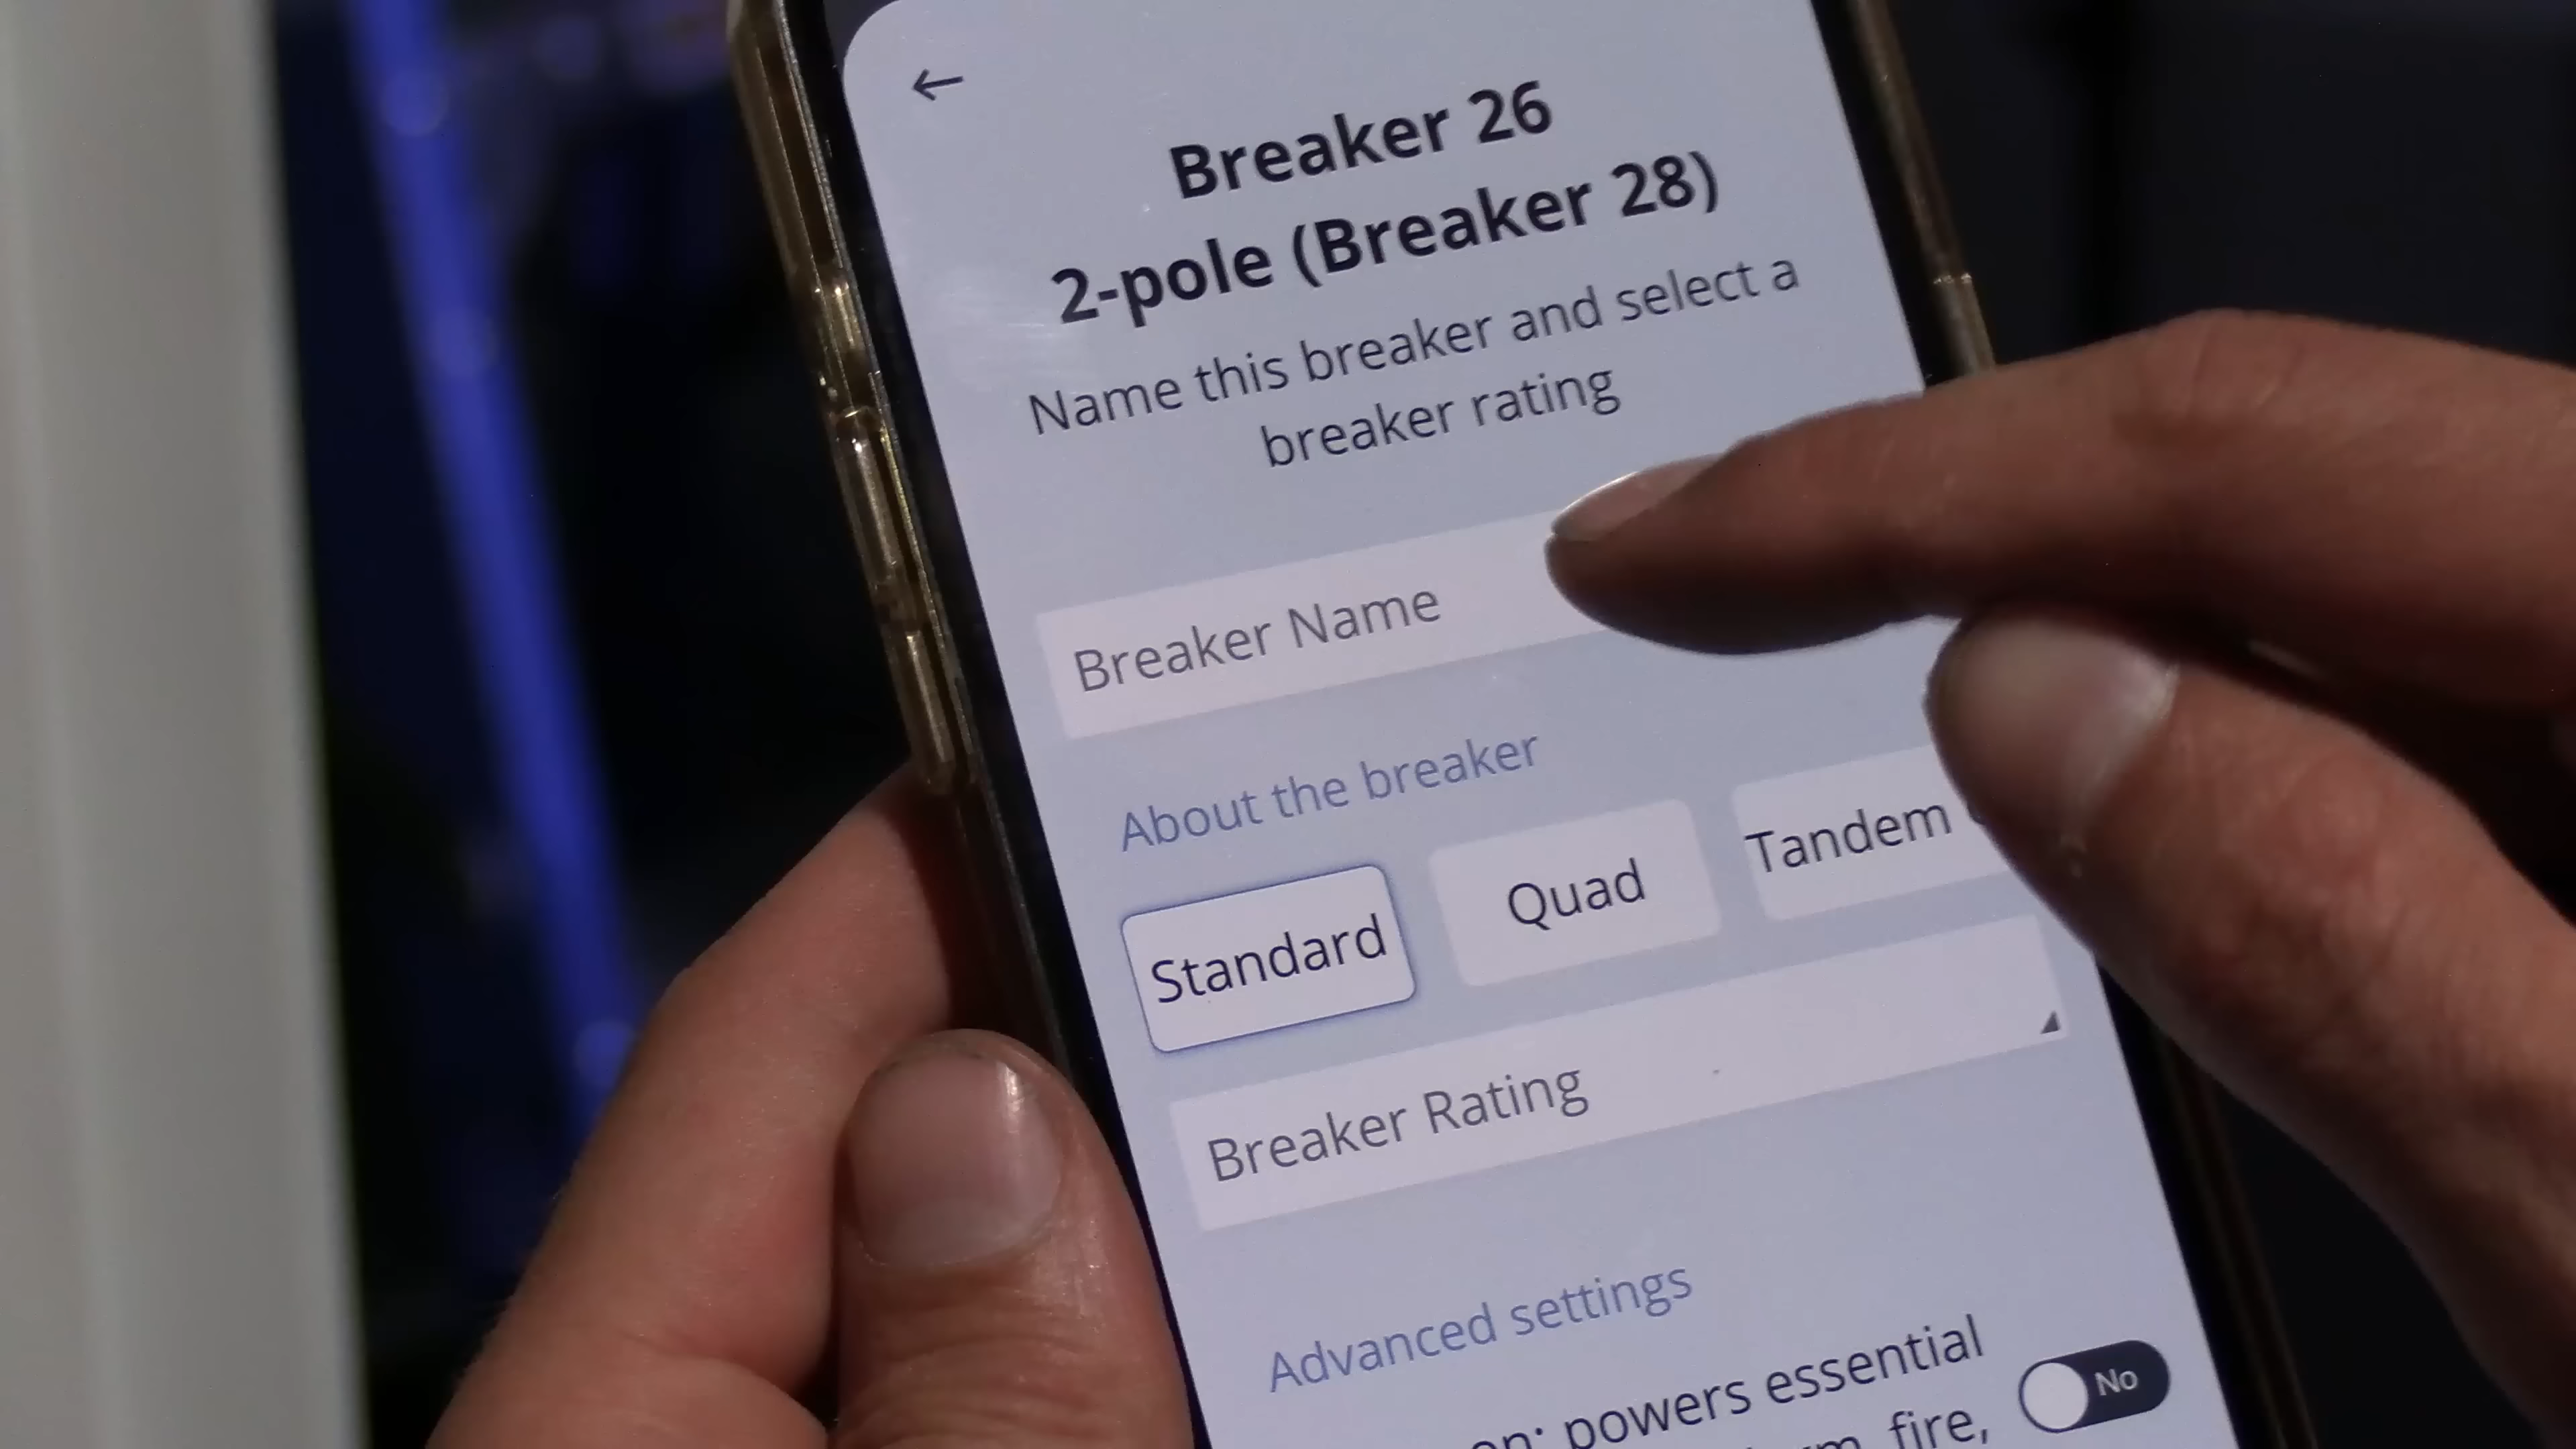 ←
Breaker 26
2-pole (Breaker 28)
Name this breaker and select a
breaker rating
Breaker Name
About the breaker
Standard
Quad
Tandem
Breaker Rating
Advanced settings
powers essential
No
fire,